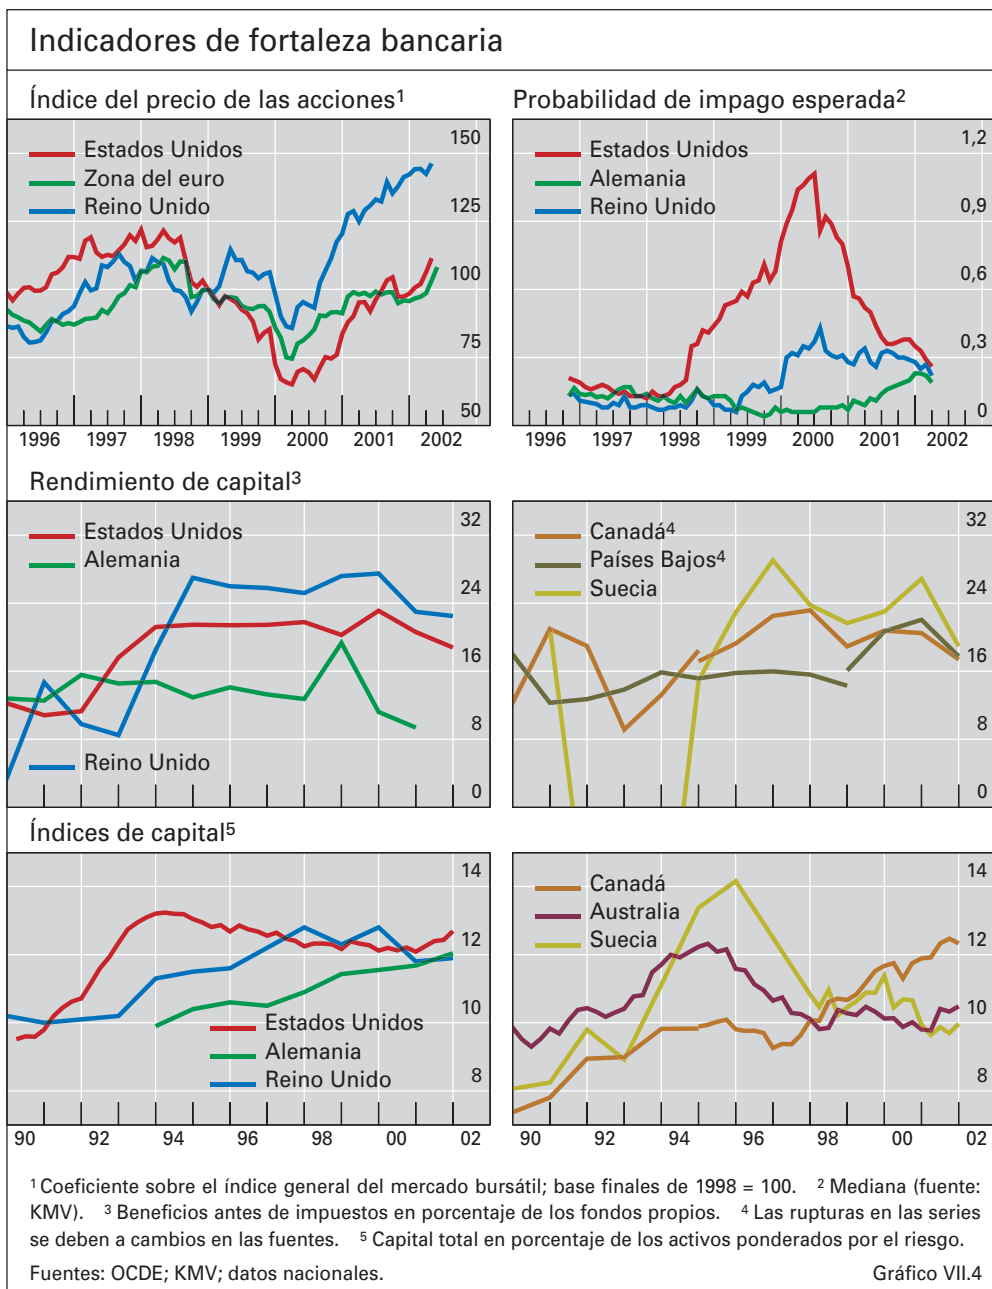 Indicadores de fortaleza bancaria
Índice del precio de las acciones¹
Estados Unidos
Zona del euro
Reino Unido
150
125
100
75
50
1996 1997 1998 1999 2000 2001 2002
Probabilidad de impago esperada²
Estados Unidos
Alemania
Reino Unido
1,2
0,9
0,6
0,3
0
1996 1997 1998 1999 2000 2001 2002
Rendimiento de capital³
Estados Unidos
Alemania
Reino Unido
32
24
16
8
0
Canadá⁴
Países Bajos⁴
Suecia
32
24
16
8
0
Índices de capital⁵
Estados Unidos
Alemania
Reino Unido
14
12
10
8
90 92 94 96 98 00 02
Canadá
Australia
Suecia
14
12
10
8
90 92 94 96 98 00 02
¹ Coeficiente sobre el índice general del mercado bursátil; base finales de 1998 = 100. ² Mediana (fuente:
KMV). ³ Beneficios antes de impuestos en porcentaje de los fondos propios. ⁴ Las rupturas en las series
se deben a cambios en las fuentes. ⁵ Capital total en porcentaje de los activos ponderados por el riesgo.
Fuentes: OCDE; KMV; datos nacionales. Gráfico VII.4